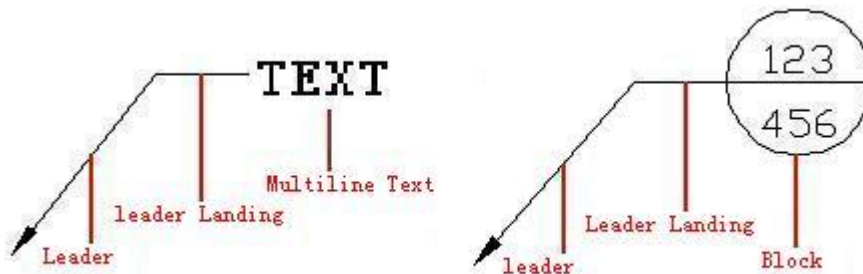 TEXT
Multiline Text
leader Landing
Leader
123
456
Leader Landing
leader
Block